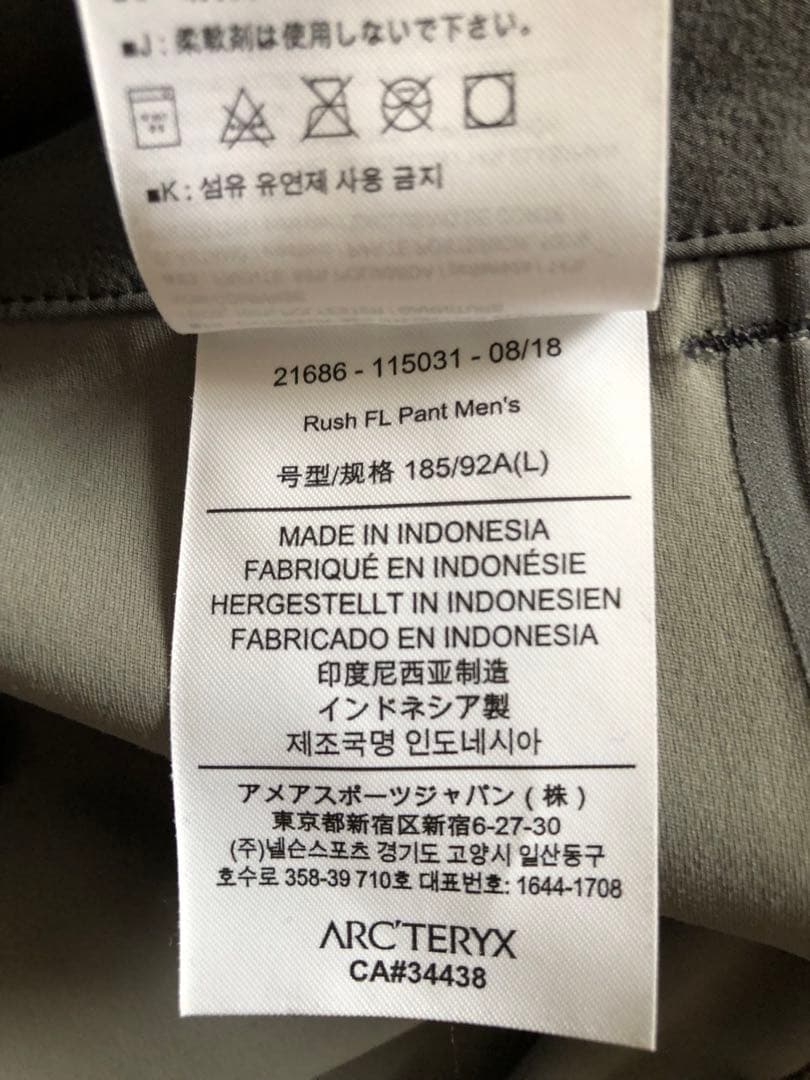 ■J : 柔軟剤は使用しないで下さい。
■K : 섬유 유연제 사용 금지
21686 - 115031 - 08/18
Rush FL Pant Men's
号型/规格 185/92A(L)
MADE IN INDONESIA
FABRIQUÉ EN INDONÉSIE
HERGESTELLT IN INDONESIEN
FABRICADO EN INDONESIA
印度尼西亚制造
インドネシア製
제조국명 인도네시아
アメアスポーツジャパン ( 株 )
東京都新宿区新宿6-27-30
(주)넬슨스포츠 경기도 고양시 일산동구
호수로 358-39 710호 대표번호: 1644-1708
ARC'TERYX
CA#34438